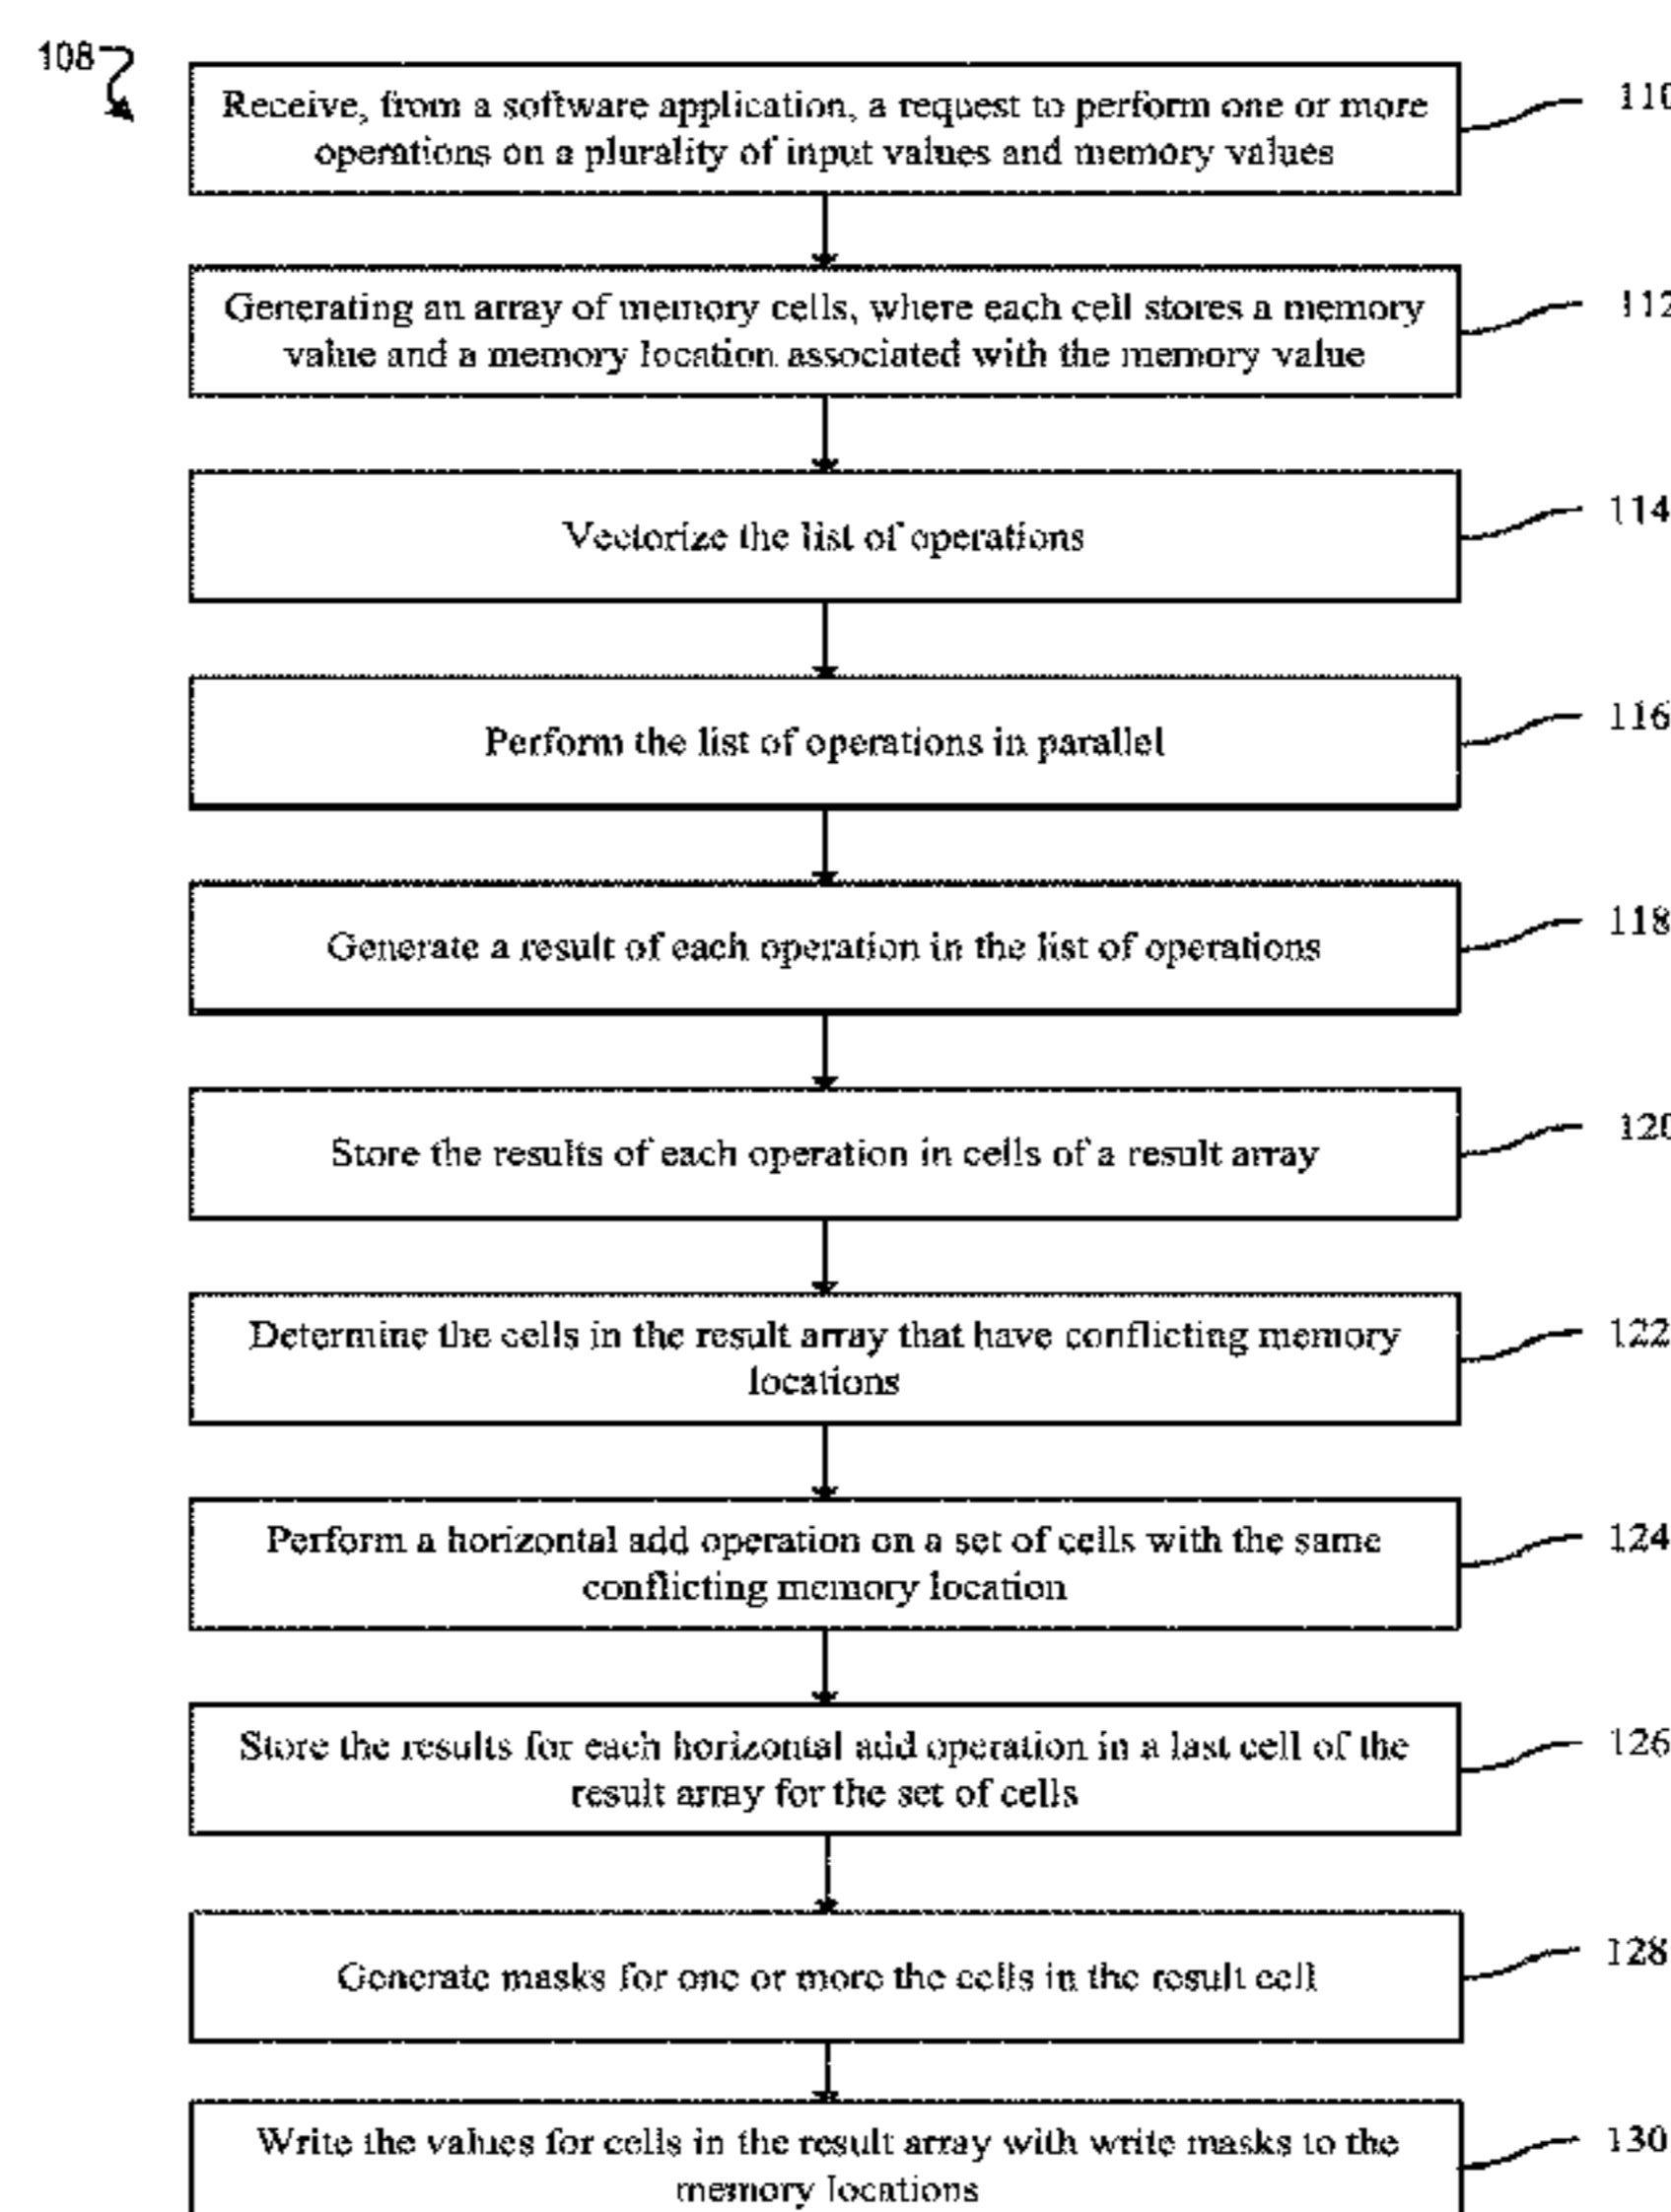 108
Receive, from a software application, a request to perform one or more
operations on a plurality of input values and memory values
110
Generating an array of memory cells, where each cell stores a memory
value and a memory location associated with the memory value
112
Vectorize the list of operations
114
Perform the list of operations in parallel
116
Generate a result of each operation in the list of operations
118
Store the results of each operation in cells of a result array
120
Determine the cells in the result array that have conflicting memory
locations
122
Perform a horizontal add operation on a set of cells with the same
conflicting memory location
124
Store the results for each horizontal add operation in a last cell of the
result array for the set of cells
126
Generate masks for one or more the cells in the result cell
128
Write the values for cells in the result array with write masks to the
memory locations
130